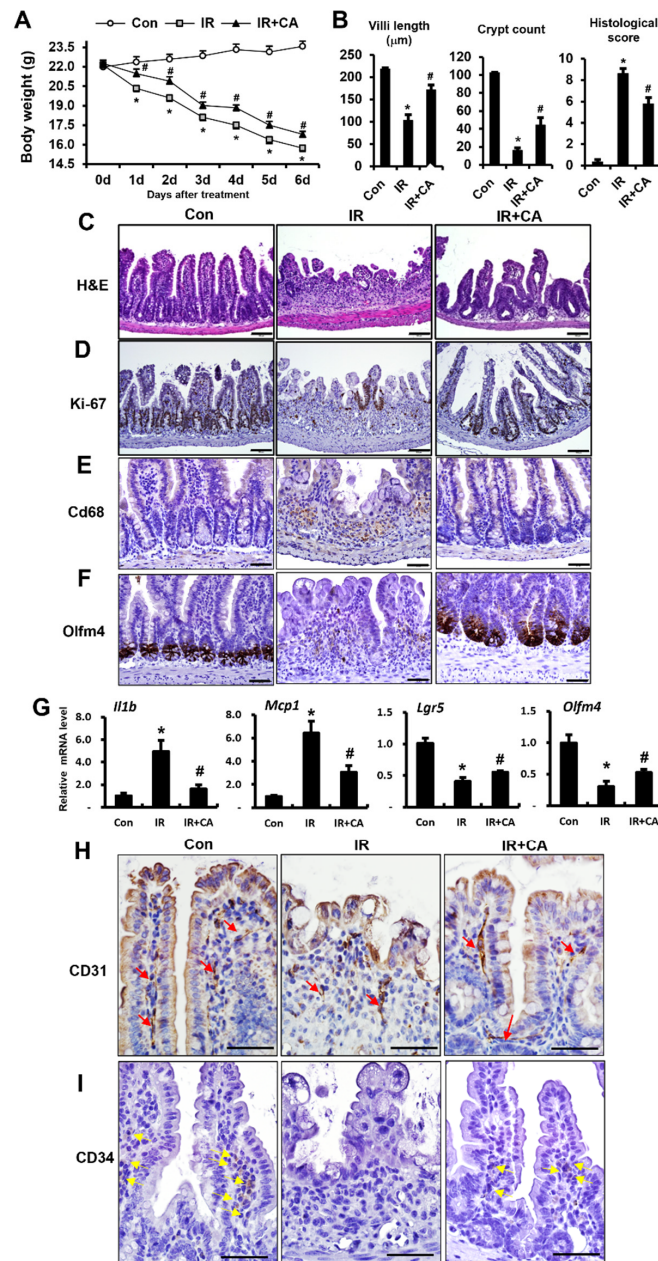 A
Con
IR
IR+CA
Body weight (g)
23.5
22.0
20.5
19.0
17.5
16.0
14.5
# # # # # #
* * * * * *
0d 1d 2d 3d 4d 5d 6d
Days after treatment
B
Villi length
(μm)
250
200
150
100
50
0
* #
Con IR IR+CA
Crypt count
120
100
80
60
40
20
0
* #
Con IR IR+CA
Histological
score
10
8
6
4
2
0
* #
Con IR IR+CA
Con IR IR+CA
C
H&E
D
Ki-67
E
Cd68
F
Olfm4
G
Relative mRNA level
Il1b
8.0
6.0
4.0
2.0
-
* #
Con IR IR+CA
Mcp1
8.0
6.0
4.0
2.0
-
* #
Con IR IR+CA
Lgr5
1.5
1.0
0.5
-
* #
Con IR IR+CA
Olfm4
1.5
1.0
0.5
-
* #
Con IR IR+CA
Con IR IR+CA
H
CD31
I
CD34